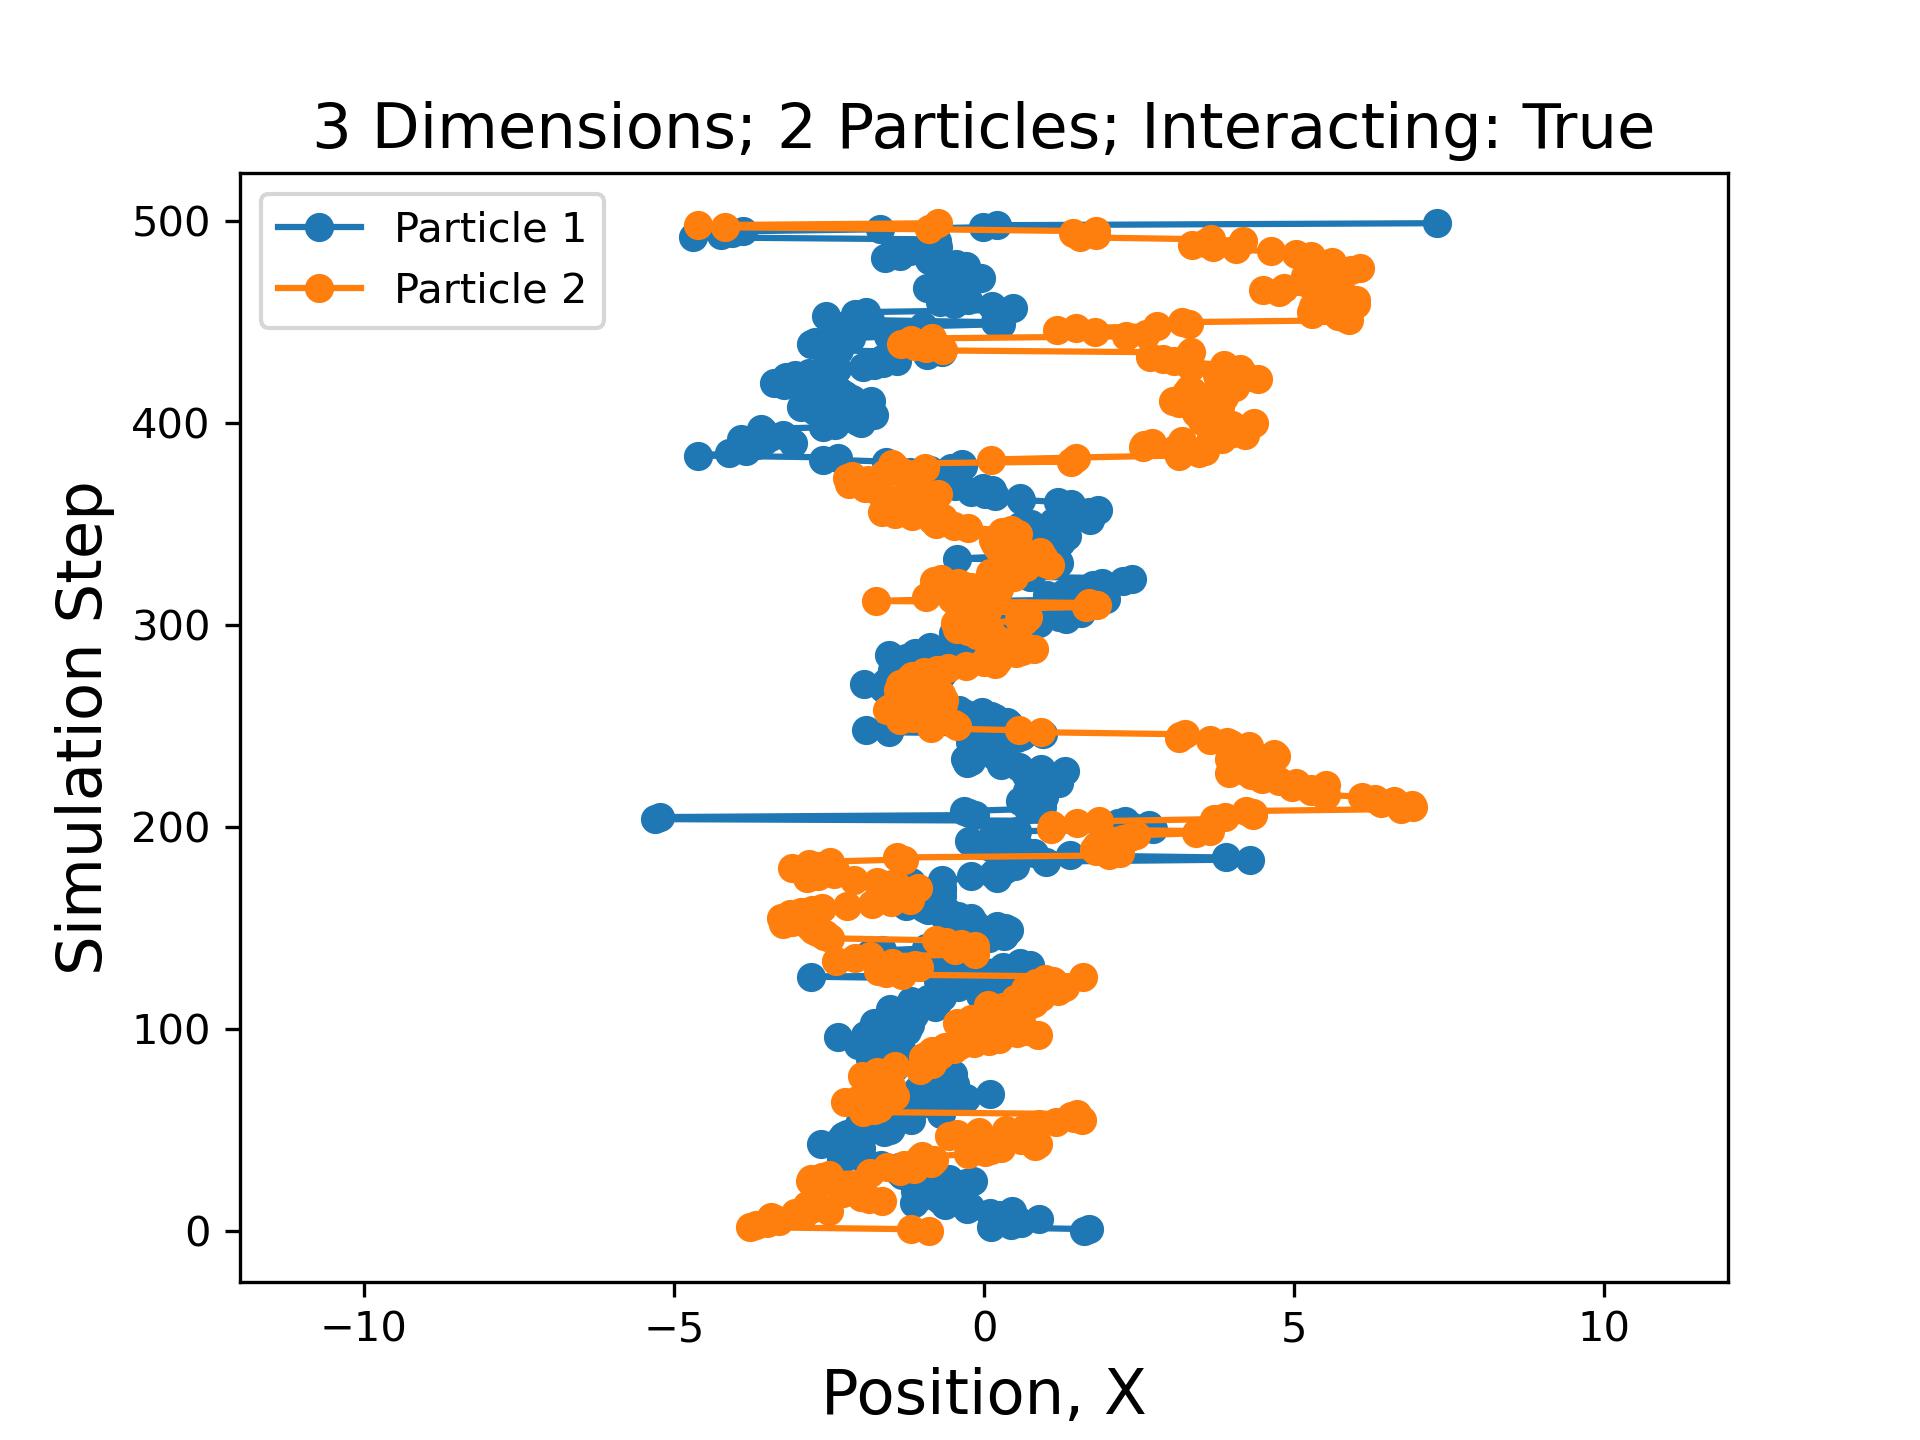 3 Dimensions; 2 Particles; Interacting: True
Particle 1
Particle 2
Simulation Step
500
400
300
200
100
0
−10
−5
0
5
10
Position, X